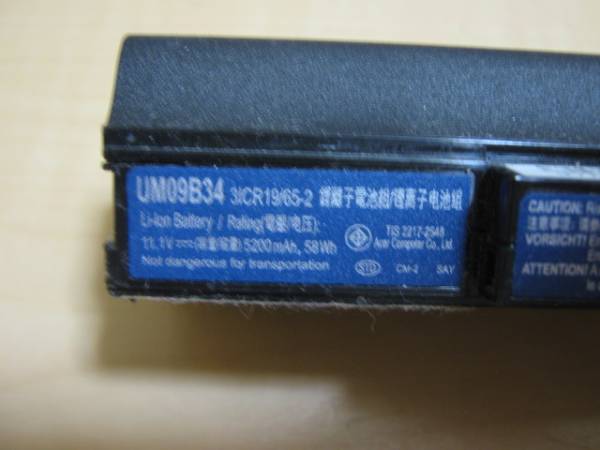 UM09B34 3ICR19/65-2 鋰離子電池組/锂离子电池组
Li-ion Battery / Rating(電壓/电压):
11.1V⎓(容量/容量) 5200mAh, 58Wh
Not dangerous for transportation
TIS 2217-2548
Acer Computer Co., Ltd.
CM-2 SAY
CAUTION:
注意事項:
VORSICHT!
ATTENTION!